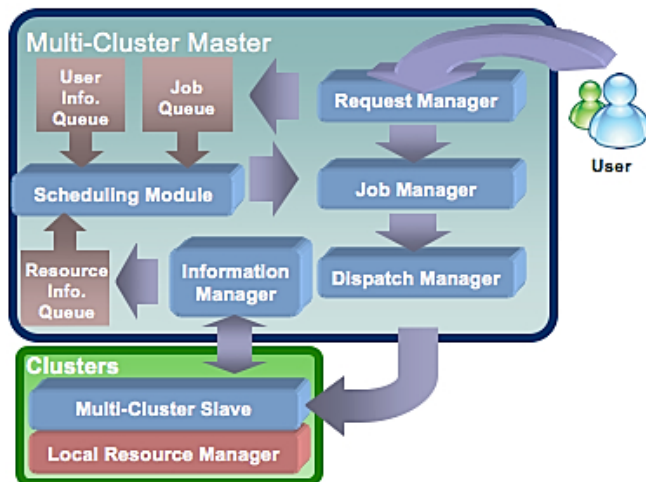 Multi-Cluster Master
User
Info.
Queue
Job
Queue
Request Manager
User
Scheduling Module
Job Manager
Resource
Info.
Queue
Information
Manager
Dispatch Manager
Clusters
Multi-Cluster Slave
Local Resource Manager